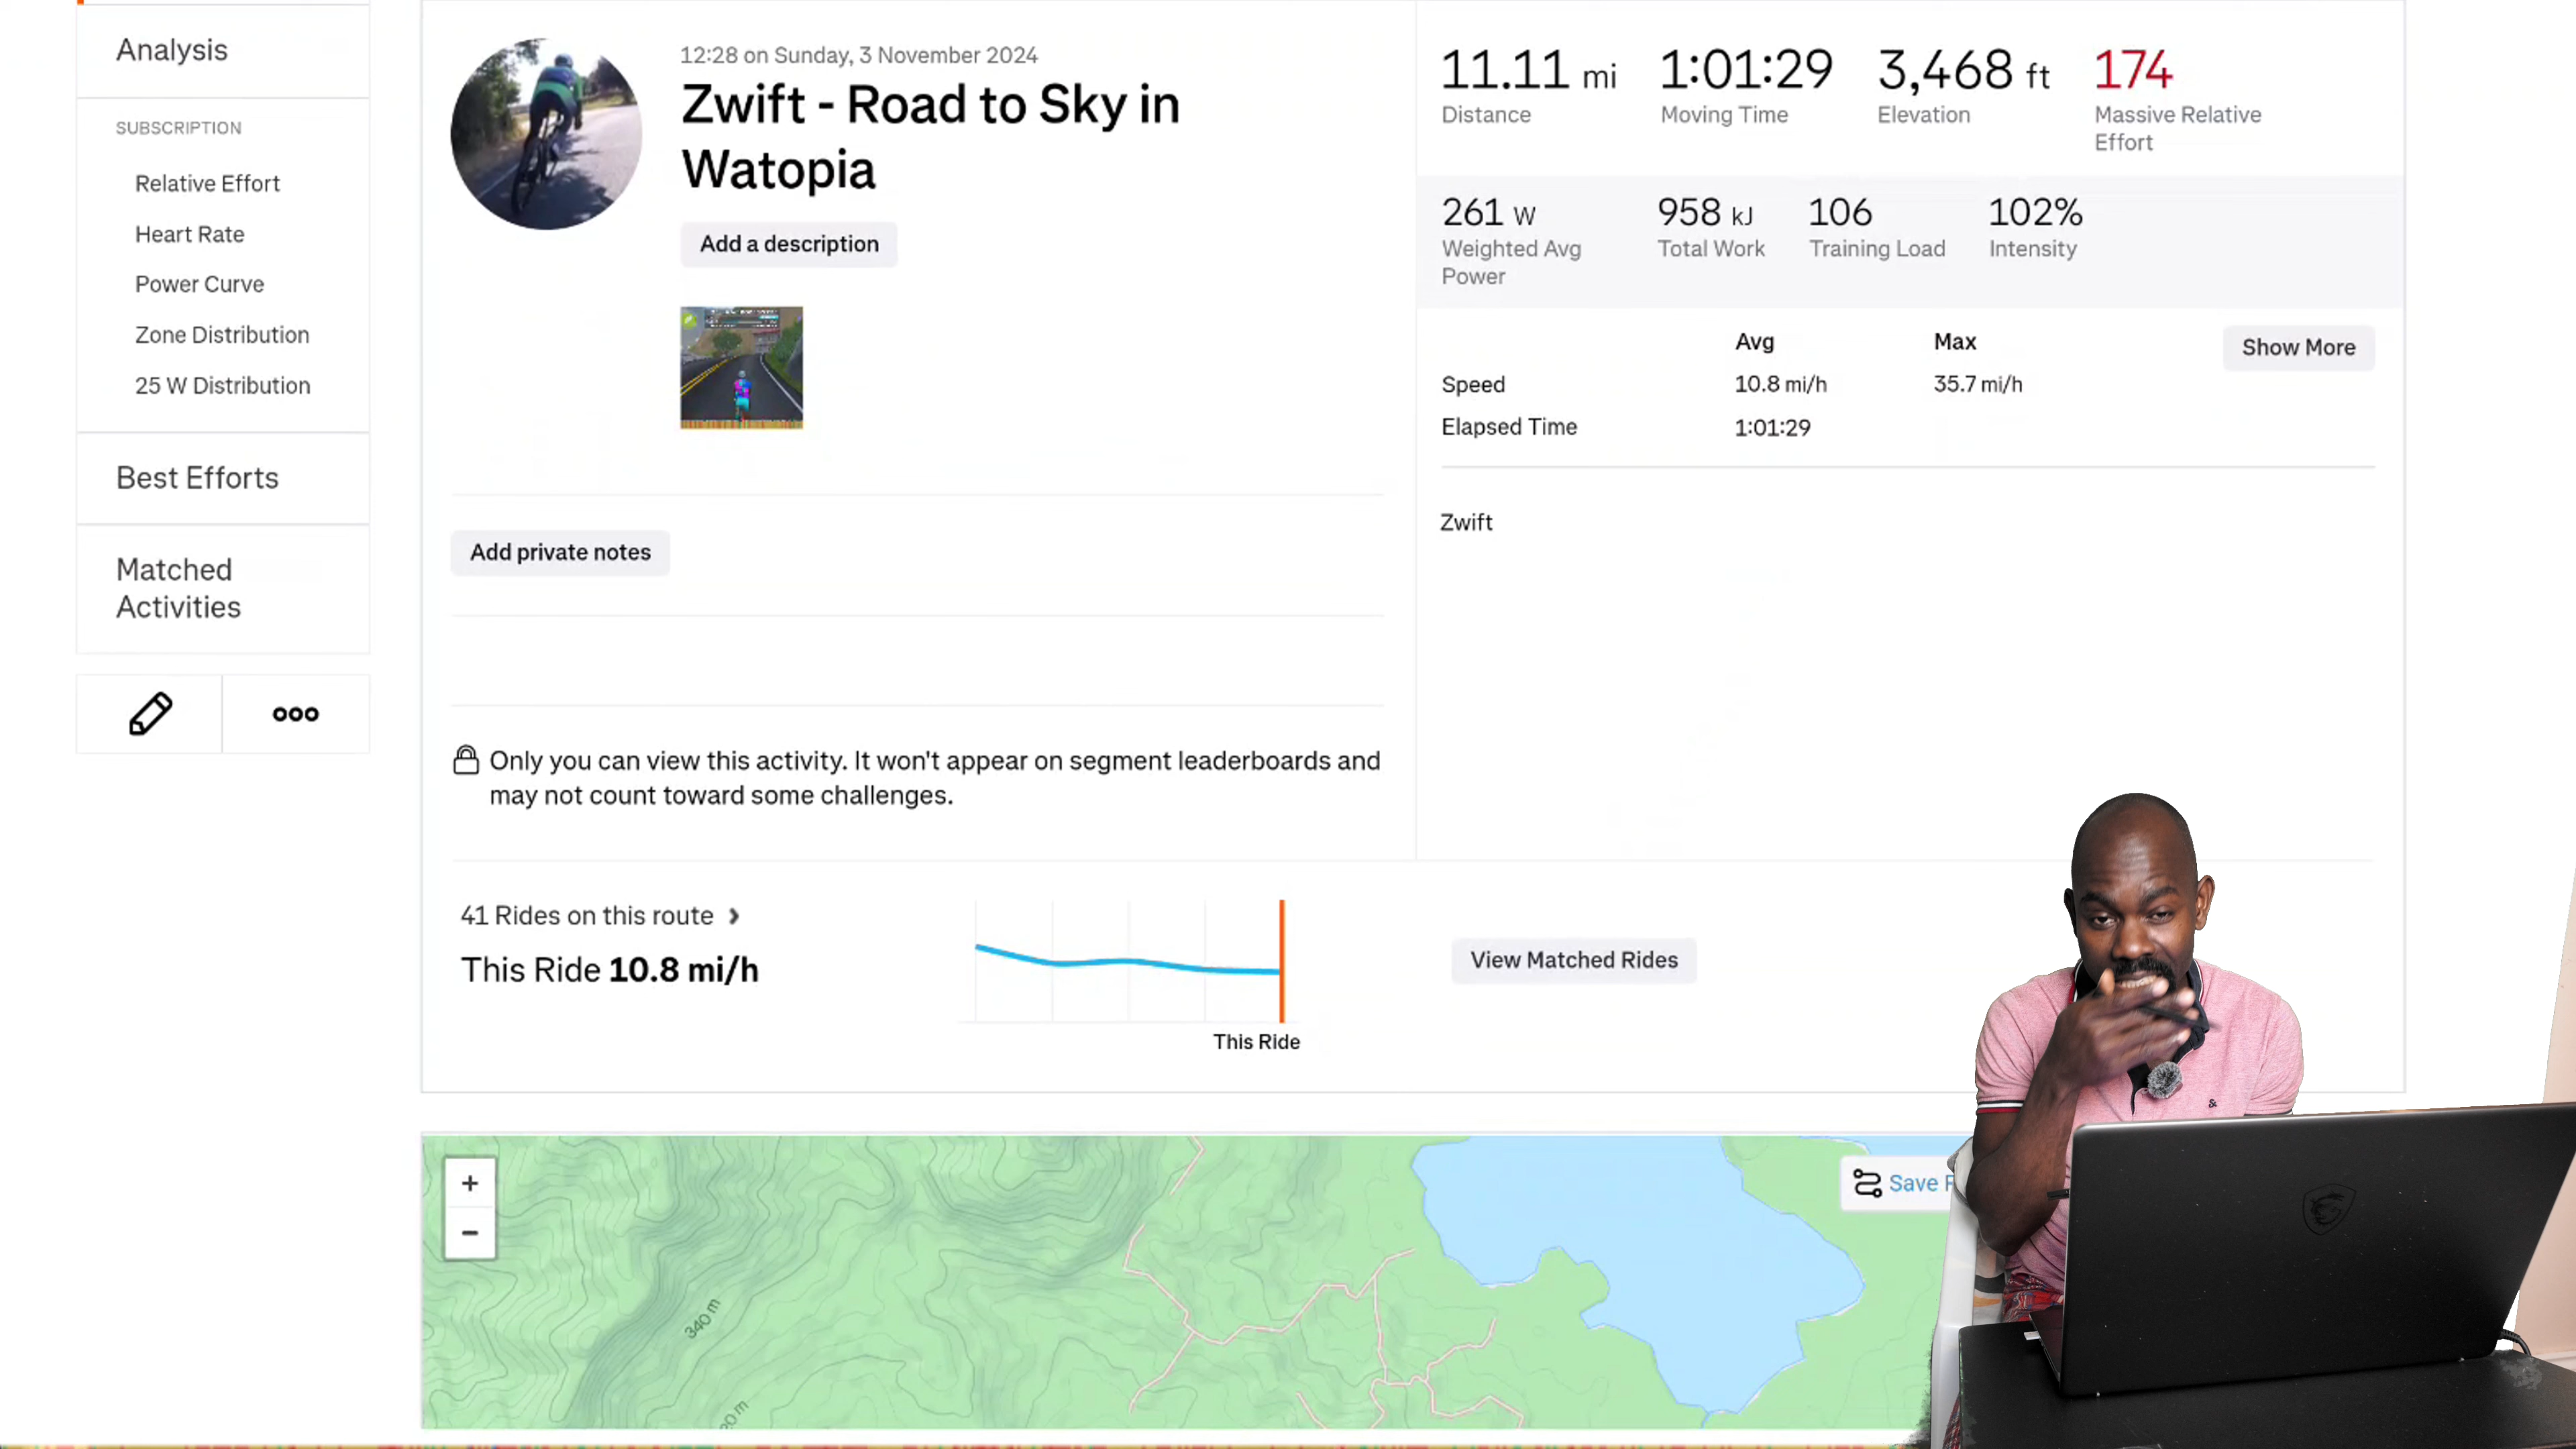 Analysis
SUBSCRIPTION
Relative Effort
Heart Rate
Power Curve
Zone Distribution
25 W Distribution
Best Efforts
Matched
Activities
12:28 on Sunday, 3 November 2024
Zwift - Road to Sky in
Watopia
Add a description
Add private notes
Only you can view this activity. It won't appear on segment leaderboards and
may not count toward some challenges.
11.11 mi
Distance
1:01:29
Moving Time
3,468 ft
Elevation
174
Massive Relative
Effort
261 W
Weighted Avg
Power
958 kJ
Total Work
106
Training Load
102%
Intensity
Avg
Max
Show More
Speed
10.8 mi/h
35.7 mi/h
Elapsed Time
1:01:29
Zwift
41 Rides on this route
This Ride 10.8 mi/h
This Ride
View Matched Rides
+
−
340 m
Save
&